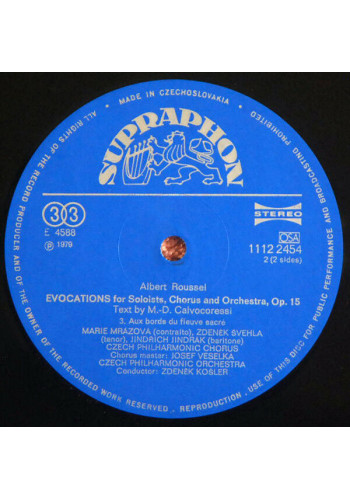 MADE IN CZECHOSLOVAKIA
ALL RIGHTS OF THE RECORD PRODUCER AND OF THE OWNER OF THE RECORDED WORK RESERVED . REPRODUCTION . USE OF THIS DISC FOR PUBLIC PERFORMANCE AND BROADCASTING PROHIBITED
SUPRAPHON
33
£ 4588
℗ 1979
STEREO
OSA
1112 2454
2 (2 sides)
Albert Roussel
EVOCATIONS for Soloists, Chorus and Orchestra, Op. 15
Text by M.-D. Calvocoressi
3. Aux bords du fleuve sacré
MARIE MRÁZOVÁ (contralto), ZDENĚK ŠVEHLA
(tenor), JINDŘICH JINDRÁK (baritone)
CZECH PHILHARMONIC CHORUS
Chorus master: JOSEF VESELKA
CZECH PHILHARMONIC ORCHESTRA
Conductor: ZDENĚK KOŠLER